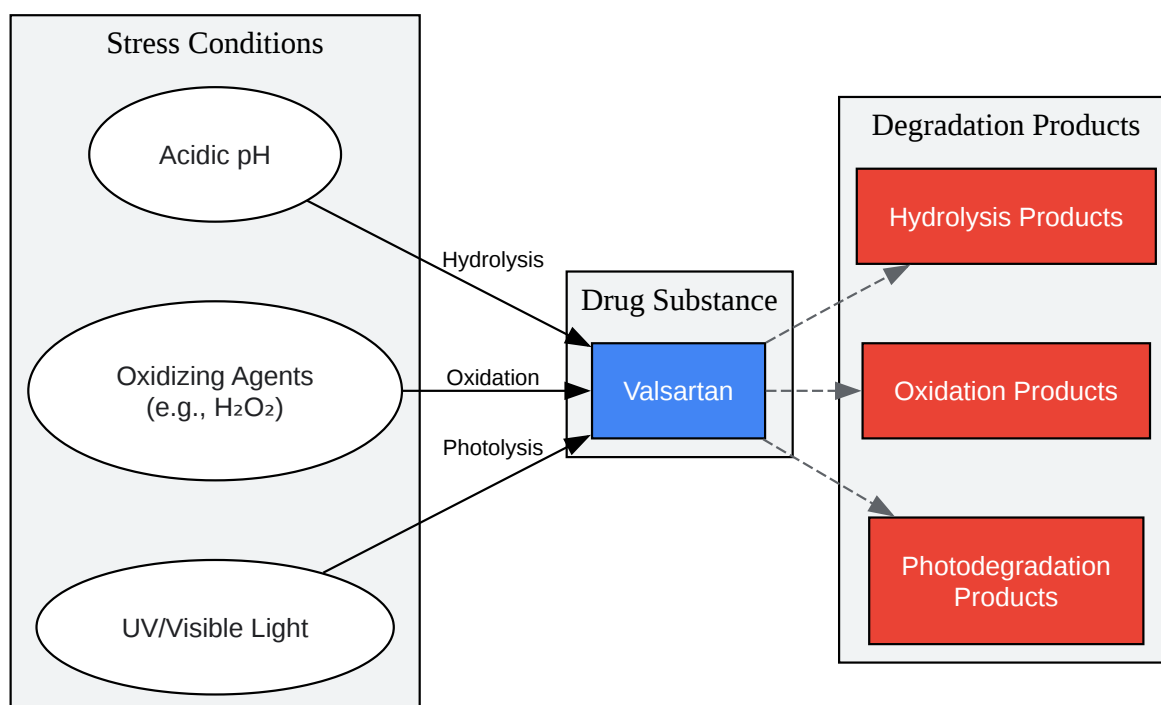 Stress Conditions
Acidic pH
Oxidizing Agents
(e.g., H₂O₂)
UV/Visible Light
Hydrolysis
Oxidation
Photolysis
Drug Substance
Valsartan
Degradation Products
Hydrolysis Products
Oxidation Products
Photodegradation
Products